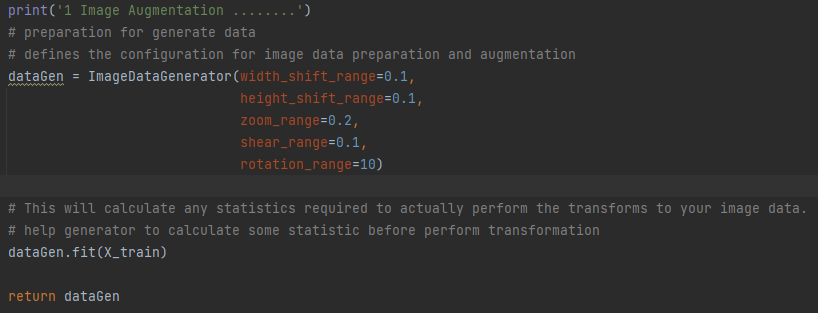 print('1 Image Augmentation ........')
# preparation for generate data
# defines the configuration for image data preparation and augmentation
dataGen = ImageDataGenerator(width_shift_range=0.1,
height_shift_range=0.1,
zoom_range=0.2,
shear_range=0.1,
rotation_range=10)
# This will calculate any statistics required to actually perform the transforms to your image data.
# help generator to calculate some statistic before perform transformation
dataGen.fit(X_train)
return dataGen